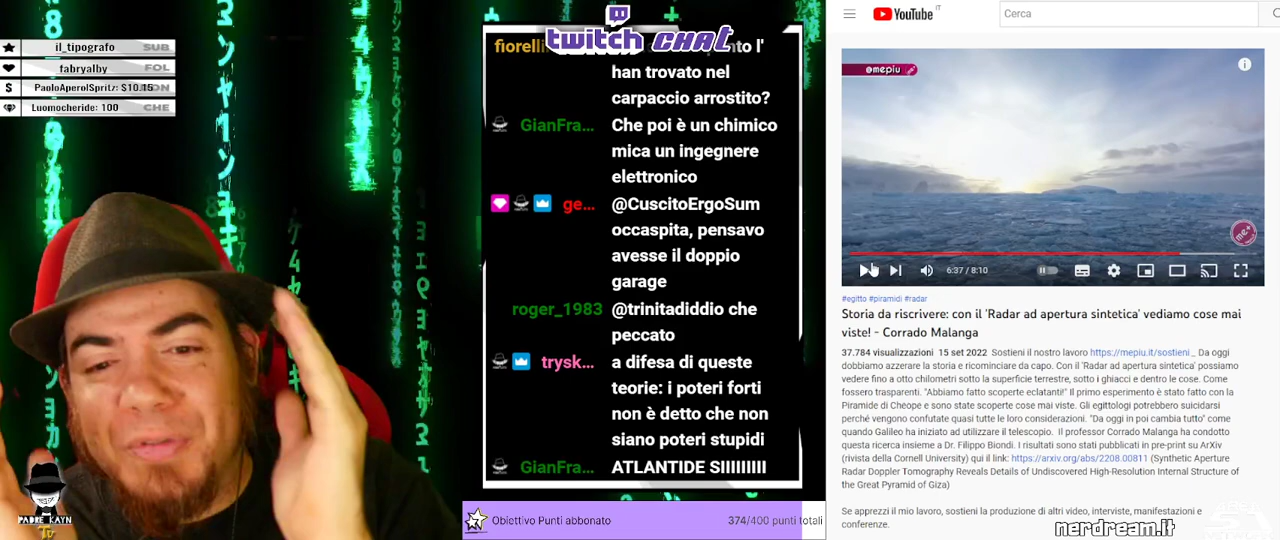 il_tipografo SUB
fabryalby FOL
PaoloAperolSpritz: $10.15
Luomocheride: 100 CHE
PADRE KAYN
Tv
twitch CHAT
fiorelli
han trovato nel
carpaccio arrostito?
GianFra... Che poi è un chimico
mica un ingegnere
elettronico
ge... @CuscitoErgoSum
occaspita, pensavo
avesse il doppio
garage
roger_1983 @trinitadiddio che
peccato
trysk... a difesa di queste
teorie: i poteri forti
non è detto che non
siano poteri stupidi
GianFra... ATLANTIDE SIIIIIIIII
Obiettivo Punti abbonato 374/400 punti totali
YouTube IT
Cerca
@mepiu
me+
6:37 / 8:10
#egitto #piramidi #radar
Storia da riscrivere: con il 'Radar ad apertura sintetica' vediamo cose mai
viste! - Corrado Malanga
37.784 visualizzazioni 15 set 2022 Sostieni il nostro lavoro https://mepiu.it/sostieni_ Da oggi
dobbiamo azzerare la storia e ricominciare da capo. Con il 'Radar ad apertura sintetica' possiamo
vedere fino a otto chilometri sotto la superficie terrestre, sotto i ghiacci e dentro le cose. Come
fossero trasparenti. "Abbiamo fatto scoperte eclatanti!" Il primo esperimento è stato fatto con la
Piramide di Cheope e sono state scoperte cose mai viste. Gli egittologi potrebbero suicidarsi
perché vengono confutate quasi tutte le loro considerazioni. "Da oggi in poi cambia tutto" come
quando Galileo ha iniziato ad utilizzare il telescopio. Il professor Corrado Malanga ha condotto
questa ricerca insieme a Dr. Filippo Biondi. I risultati sono stati pubblicati in pre-print su ArXiv
(rivista della Cornell University) qui il link: https://arxiv.org/abs/2208.00811 (Synthetic Aperture
Radar Doppler Tomography Reveals Details of Undiscovered High-Resolution Internal Structure of
the Great Pyramid of Giza)
Se apprezzi il mio lavoro, sostieni la produzione di altri video, interviste, manifestazioni e
conferenze.
nerdream.it